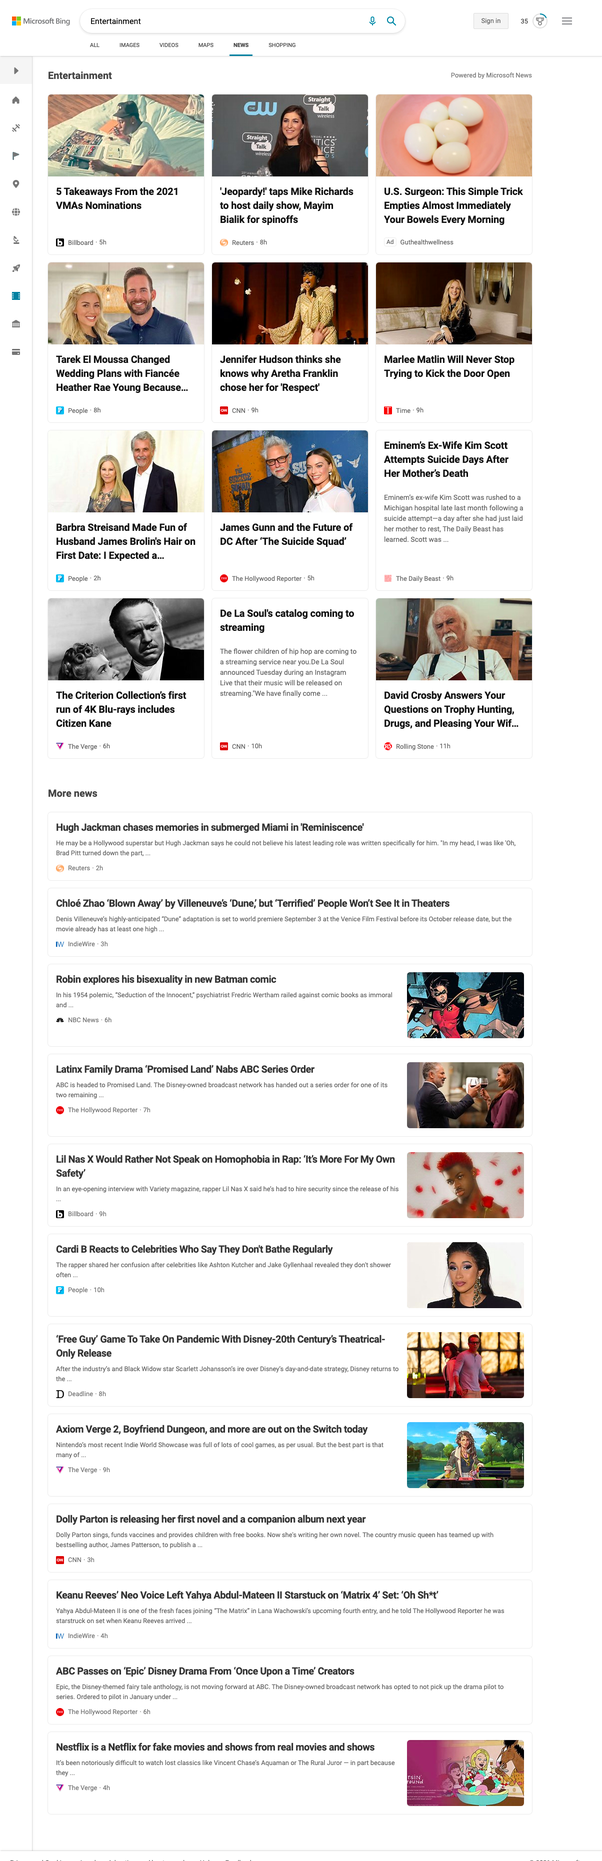 Microsoft Bing
Entertainment
Sign in
35
ALL
IMAGES
VIDEOS
MAPS
NEWS
SHOPPING
Entertainment
Powered by Microsoft News
CW
Straight Talk
Straight Talk
5 Takeaways From the 2021
VMAs Nominations
Billboard · 5h
'Jeopardy!' taps Mike Richards
to host daily show, Mayim
Bialik for spinoffs
Reuters · 8h
U.S. Surgeon: This Simple Trick
Empties Almost Immediately
Your Bowels Every Morning
Ad Guthealthwellness
Tarek El Moussa Changed
Wedding Plans with Fiancée
Heather Rae Young Because...
People · 8h
Jennifer Hudson thinks she
knows why Aretha Franklin
chose her for 'Respect'
CNN · 9h
Marlee Matlin Will Never Stop
Trying to Kick the Door Open
Time · 9h
Barbra Streisand Made Fun of
Husband James Brolin's Hair on
First Date: I Expected a...
People · 2h
James Gunn and the Future of
DC After ‘The Suicide Squad’
The Hollywood Reporter · 5h
Eminem’s Ex-Wife Kim Scott
Attempts Suicide Days After
Her Mother’s Death
Eminem’s ex-wife Kim Scott was rushed to a
Michigan hospital late last month following a
suicide attempt—a day after she had just laid
her mother to rest, The Daily Beast has
learned. Scott was ...
The Daily Beast · 9h
The Criterion Collection’s first
run of 4K Blu-rays includes
Citizen Kane
The Verge · 6h
De La Soul's catalog coming to
streaming
The flower children of hip hop are coming to
a streaming service near you.De La Soul
announced Tuesday during an Instagram
Live that their music will be released on
streaming."We have finally come ...
CNN · 10h
David Crosby Answers Your
Questions on Trophy Hunting,
Drugs, and Pleasing Your Wif...
Rolling Stone · 11h
More news
Hugh Jackman chases memories in submerged Miami in 'Reminiscence'
He may be a Hollywood superstar but Hugh Jackman says he could not believe his latest leading role was written specifically for him. "In my head, I was like 'Oh,
Brad Pitt turned down the part, ...
Reuters · 2h
Chloé Zhao ‘Blown Away’ by Villeneuve’s ‘Dune,’ but ‘Terrified’ People Won’t See It in Theaters
Denis Villeneuve’s highly-anticipated “Dune” adaptation is set to world premiere September 3 at the Venice Film Festival before its October release date, but the
movie already has at least one high ...
IndieWire · 3h
Robin explores his bisexuality in new Batman comic
In his 1954 polemic, “Seduction of the Innocent,” psychiatrist Fredric Wertham railed against comic books as immoral
and ...
NBC News · 6h
Latinx Family Drama ‘Promised Land’ Nabs ABC Series Order
ABC is headed to Promised Land. The Disney-owned broadcast network has handed out a series order for one of its
two remaining ...
The Hollywood Reporter · 7h
Lil Nas X Would Rather Not Speak on Homophobia in Rap: ‘It’s More For My Own
Safety’
In an eye-opening interview with Variety magazine, rapper Lil Nas X said he’s had to hire security since the release of his
...
Billboard · 9h
Cardi B Reacts to Celebrities Who Say They Don't Bathe Regularly
The rapper shared her confusion after celebrities like Ashton Kutcher and Jake Gyllenhaal revealed they don't shower
often ...
People · 10h
‘Free Guy’ Game To Take On Pandemic With Disney-20th Century’s Theatrical-
Only Release
After the industry’s and Black Widow star Scarlett Johansson’s ire over Disney’s day-and-date strategy, Disney returns to
the ...
Deadline · 8h
Axiom Verge 2, Boyfriend Dungeon, and more are out on the Switch today
Nintendo’s most recent Indie World Showcase was full of lots of cool games, as per usual. But the best part is that
many of ...
The Verge · 9h
Dolly Parton is releasing her first novel and a companion album next year
Dolly Parton sings, funds vaccines and provides children with free books. Now she's writing her own novel. The country music queen has teamed up with
bestselling author, James Patterson, to publish a ...
CNN · 3h
Keanu Reeves’ Neo Voice Left Yahya Abdul-Mateen II Starstuck on ‘Matrix 4’ Set: ‘Oh Sh*t’
Yahya Abdul-Mateen II is one of the fresh faces joining “The Matrix” in Lana Wachowski’s upcoming fourth entry, and he told The Hollywood Reporter he was
starstruck on set when Keanu Reeves arrived ...
IndieWire · 4h
ABC Passes on ‘Epic’ Disney Drama From ‘Once Upon a Time’ Creators
Epic, the Disney-themed fairy tale anthology, is not moving forward at ABC. The Disney-owned broadcast network has opted to not pick up the drama pilot to
series. Ordered to pilot in January under ...
The Hollywood Reporter · 6h
Nestflix is a Netflix for fake movies and shows from real movies and shows
It’s been notoriously difficult to watch lost classics like Vincent Chase’s Aquaman or The Rural Juror — in part because
they ...
The Verge · 4h